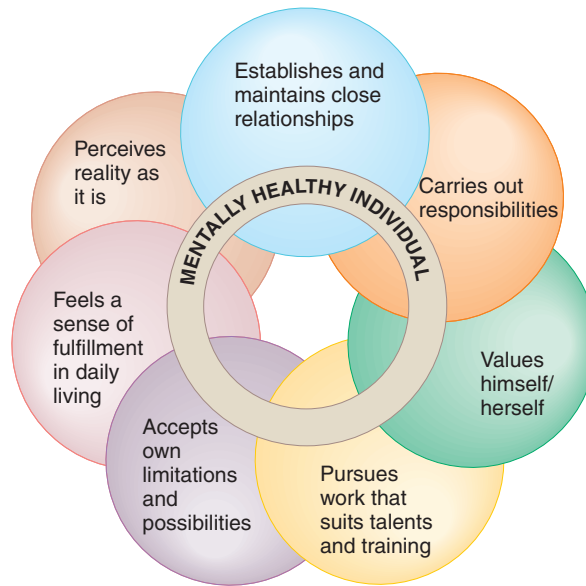 Establishes and
maintains close
relationships
Carries out
responsibilities
Values
himself/
herself
Pursues
work that
suits talents
and training
Accepts
own
limitations
and
possibilities
Feels a
sense of
fulfillment
in daily
living
Perceives
reality as
it is
MENTALLY HEALTHY INDIVIDUAL